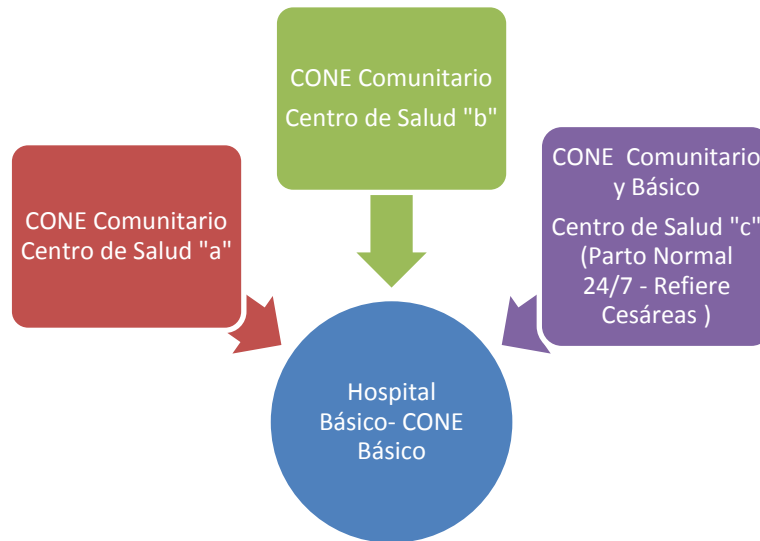 CONE Comunitario
Centro de Salud "b"
CONE Comunitario
Centro de Salud "a"
CONE  Comunitario
y Básico
Centro de Salud "c"
(Parto Normal
24/7 - Refiere
Cesáreas )
Hospital
Básico- CONE
Básico